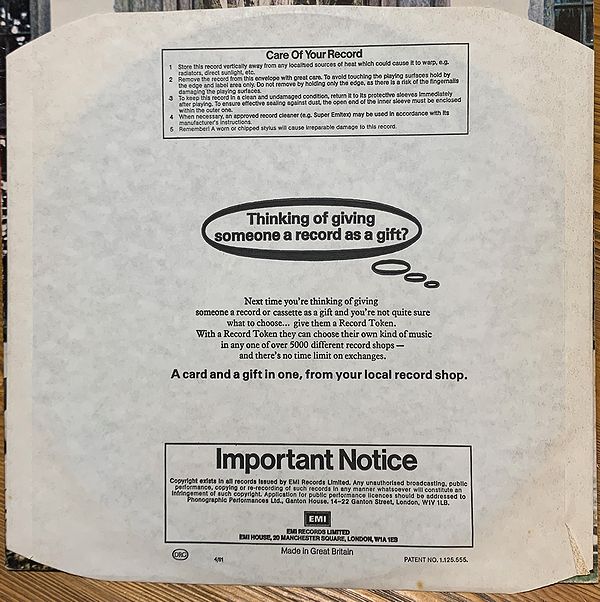 Care Of Your Record
1 Store this record vertically away from any localised sources of heat which could cause it to warp, e.g.
radiators, direct sunlight, etc.
2 Remove the record from this envelope with great care. To avoid touching the playing surfaces hold by
the edge and label area only. Do not remove by holding only the edge, as there is a risk of the fingernails
damaging the playing surfaces.
3 To keep this record in a clean and undamaged condition, return it to its protective sleeves immediately
after playing. To ensure effective sealing against dust, the open end of the inner sleeve must be enclosed
within the outer one.
4 When necessary, an approved record cleaner (e.g. Super Emitex) may be used in accordance with its
manufacturer's instructions.
5 Remember! A worn or chipped stylus will cause irreparable damage to this record.
Thinking of giving
someone a record as a gift?
Next time you're thinking of giving
someone a record or cassette as a gift and you're not quite sure
what to choose... give them a Record Token.
With a Record Token they can choose their own kind of music
in any one of over 5000 different record shops —
and there's no time limit on exchanges.
A card and a gift in one, from your local record shop.
Important Notice
Copyright exists in all records issued by EMI Records Limited. Any unauthorised broadcasting, public
performance, copying or re-recording of such records in any manner whatsoever will constitute an
infringement of such copyright. Application for public performance licences should be addressed to
Phonographic Performances Ltd., Ganton House, 14–22 Ganton Street, London, W1V 1LB.
EMI
EMI RECORDS LIMITED
EMI HOUSE, 20 MANCHESTER SQUARE, LONDON, W1A 1ES
Made in Great Britain
4/81
PATENT NO. 1.125.555.